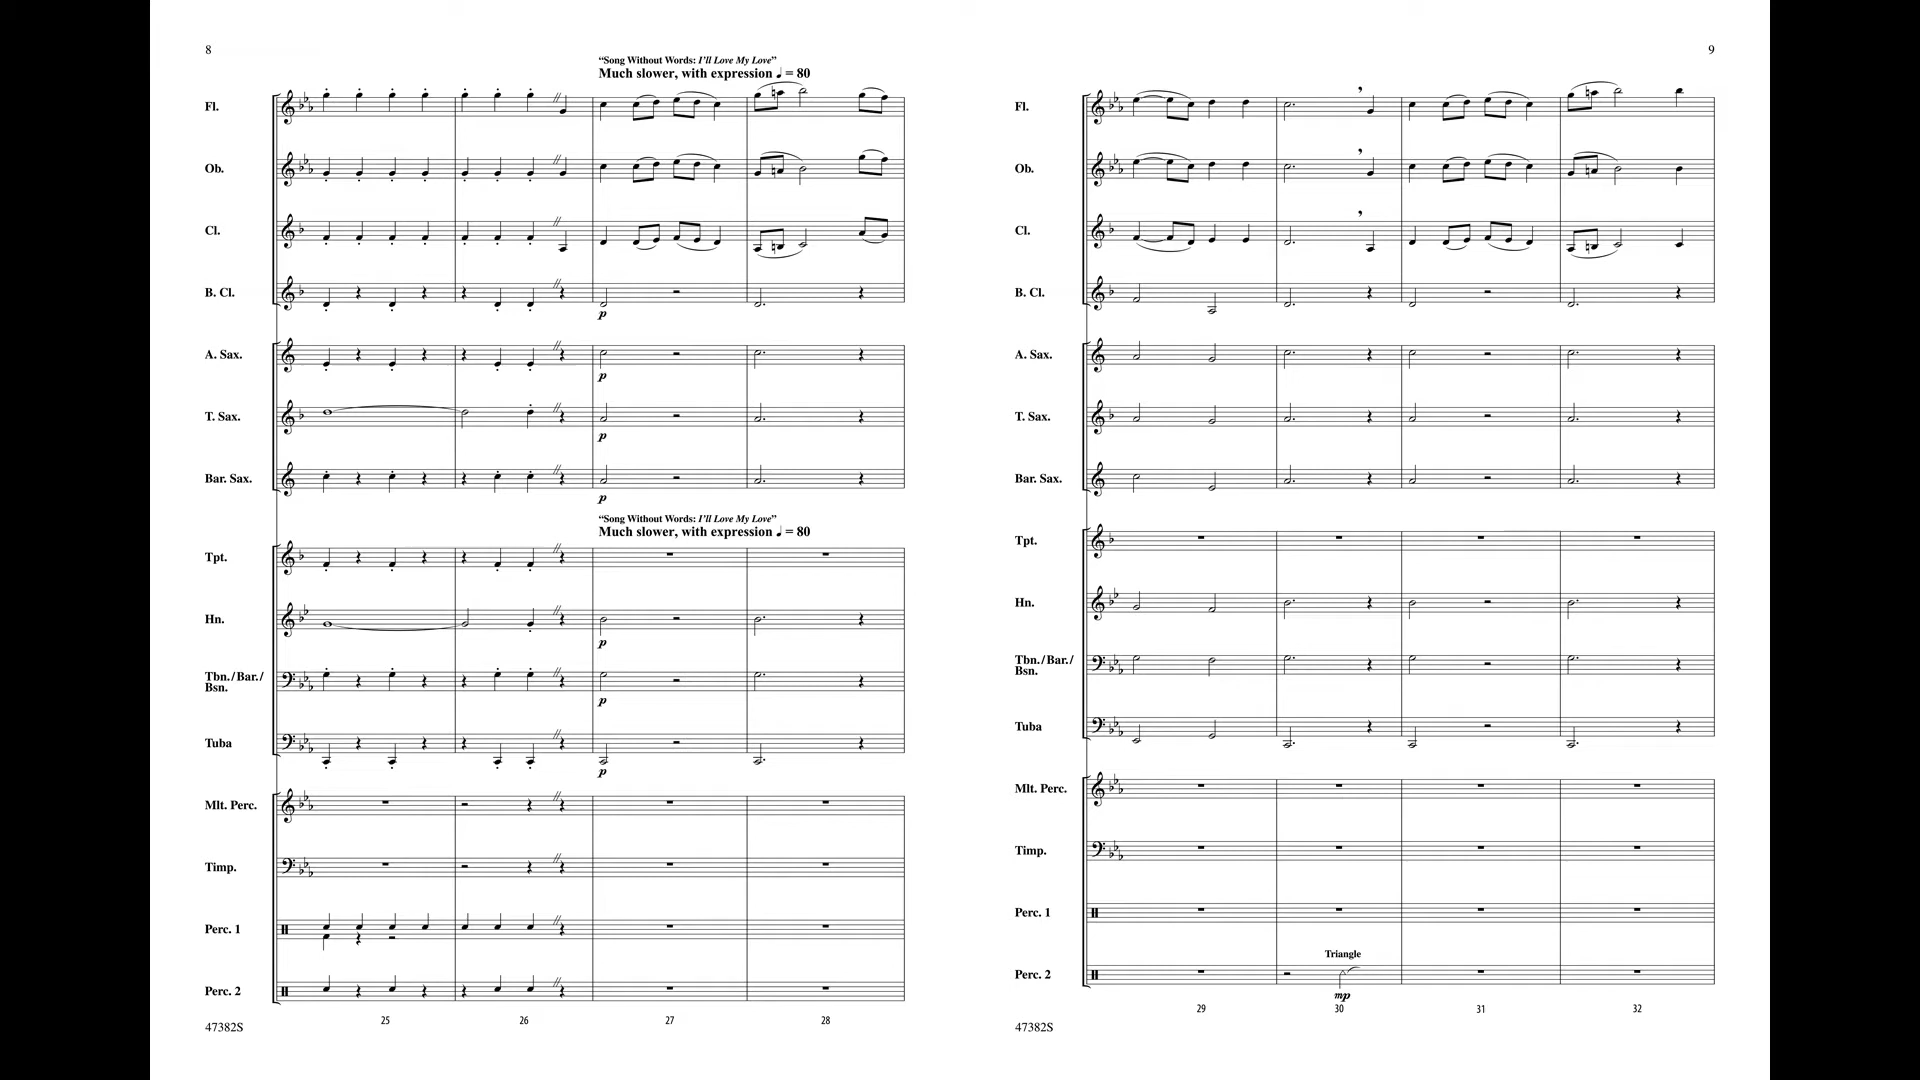 8
“Song Without Words: I’ll Love My Love”
Much slower, with expression ♩ = 80
Fl.
Ob.
Cl.
B. Cl.
p
A. Sax.
p
T. Sax.
p
Bar. Sax.
p
“Song Without Words: I’ll Love My Love”
Much slower, with expression ♩ = 80
Tpt.
Hn.
p
Tbn./Bar./
Bsn.
p
Tuba
p
Mlt. Perc.
Timp.
Perc. 1
Perc. 2
25 26 27 28
47382S
9
Fl.
Ob.
Cl.
B. Cl.
A. Sax.
T. Sax.
Bar. Sax.
Tpt.
Hn.
Tbn./Bar./
Bsn.
Tuba
Mlt. Perc.
Timp.
Perc. 1
Triangle
Perc. 2
mp
29 30 31 32
47382S